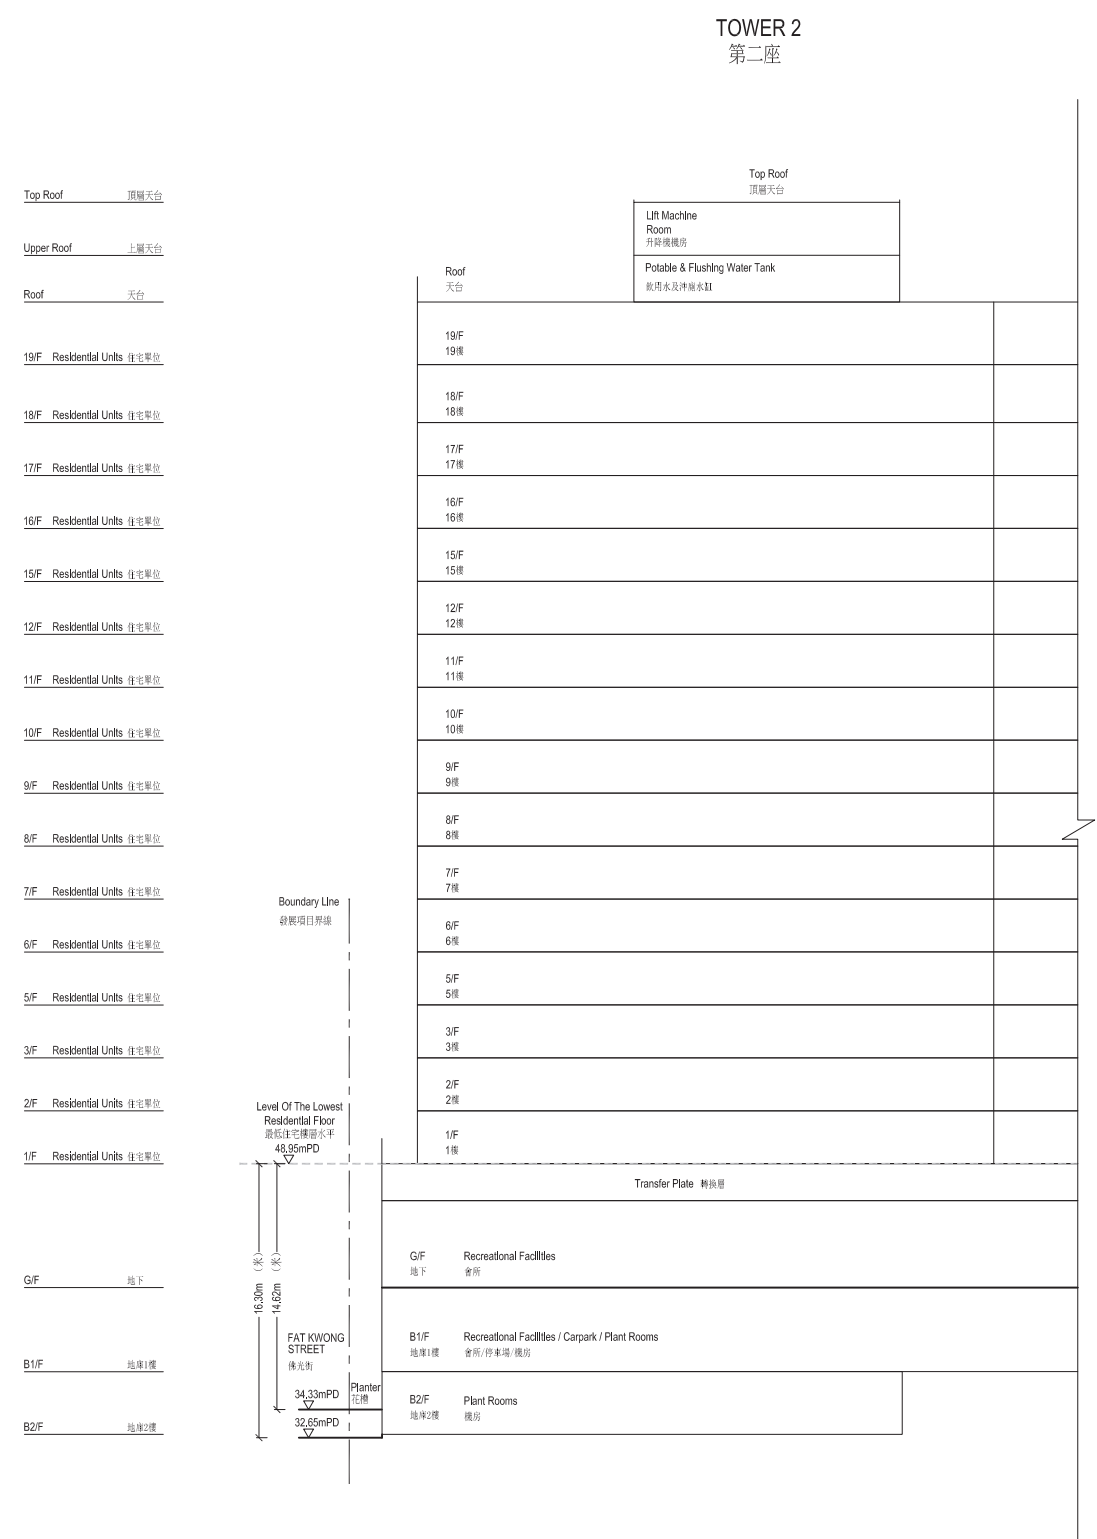 TOWER 2
第二座
Top Roof 頂層天台
Upper Roof 上層天台
Roof 天台
19/F Residential Units 住宅單位
18/F Residential Units 住宅單位
17/F Residential Units 住宅單位
16/F Residential Units 住宅單位
15/F Residential Units 住宅單位
12/F Residential Units 住宅單位
11/F Residential Units 住宅單位
10/F Residential Units 住宅單位
9/F Residential Units 住宅單位
8/F Residential Units 住宅單位
7/F Residential Units 住宅單位
6/F Residential Units 住宅單位
5/F Residential Units 住宅單位
3/F Residential Units 住宅單位
2/F Residential Units 住宅單位
1/F Residential Units 住宅單位
G/F 地下
B1/F 地庫1樓
B2/F 地庫2樓
Boundary Line
發展項目界線
Level Of The Lowest
Residential Floor
最低住宅樓層水平
48.95mPD
16.30m (米)
14.62m (米)
FAT KWONG
STREET
佛光街
34.33mPD
32.65mPD
Planter
花槽
Top Roof
頂層天台
Lift Machine
Room
升降機機房
Potable & Flushing Water Tank
飲用水及沖廁水缸
Roof
天台
19/F
19樓
18/F
18樓
17/F
17樓
16/F
16樓
15/F
15樓
12/F
12樓
11/F
11樓
10/F
10樓
9/F
9樓
8/F
8樓
7/F
7樓
6/F
6樓
5/F
5樓
3/F
3樓
2/F
2樓
1/F
1樓
Transfer Plate 轉換層
G/F Recreational Facilities
地下 會所
B1/F Recreational Facilities / Carpark / Plant Rooms
地庫1樓 會所/停車場/機房
B2/F Plant Rooms
地庫2樓 機房